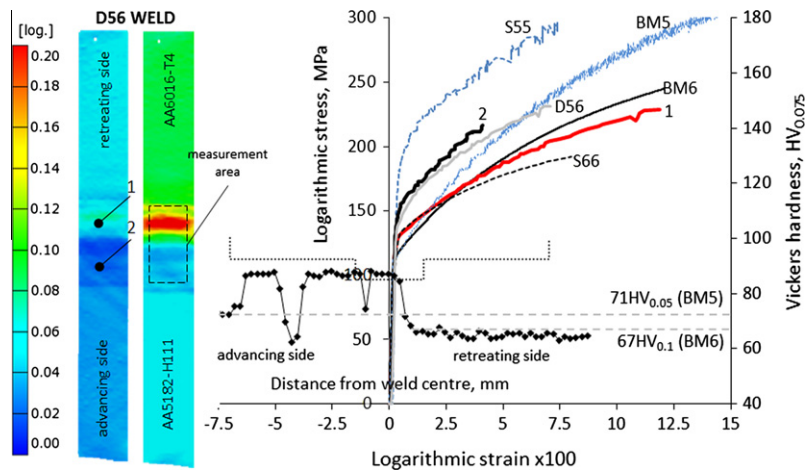 D56 WELD
[log.]
0.20
0.18
0.16
0.14
0.12
0.10
0.08
0.06
0.04
0.02
0.00
retreating side
advancing side
1
2
AA6016-T4
AA5182-H111
measurement area
Logarithmic stress, MPa
300
250
200
150
100
50
0
S55
BM5
BM6
2
D56
1
S66
71HV0.05 (BM5)
67HV0.1 (BM6)
advancing side
retreating side
Distance from weld centre, mm
-7.5
-5
-2.5
0
2.5
5
7.5
10
12.5
15
Logarithmic strain x100
Vickers hardness, HV0.075
180
160
140
120
100
80
60
40